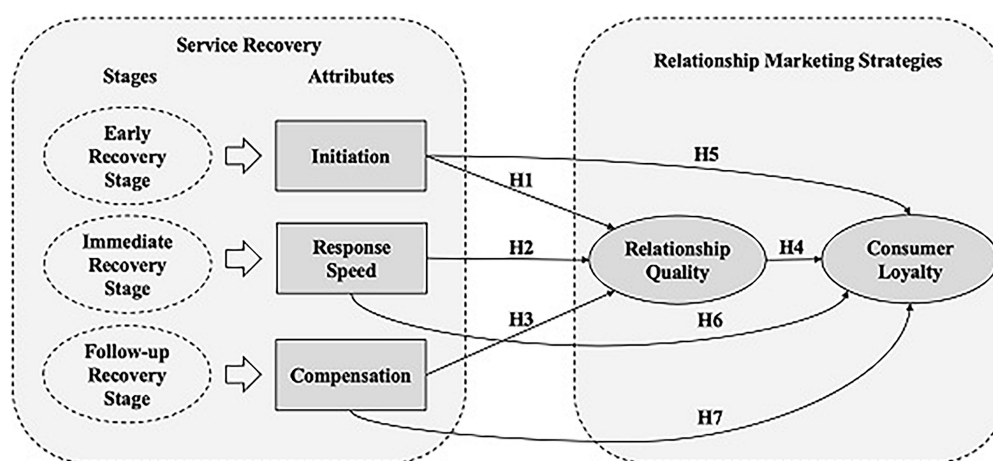 Service Recovery
Stages
Attributes
Early
Recovery
Stage
Initiation
Immediate
Recovery
Stage
Response
Speed
Follow-up
Recovery
Stage
Compensation
Relationship Marketing Strategies
H5
H1
H2
Relationship
Quality
H4
Consumer
Loyalty
H3
H6
H7